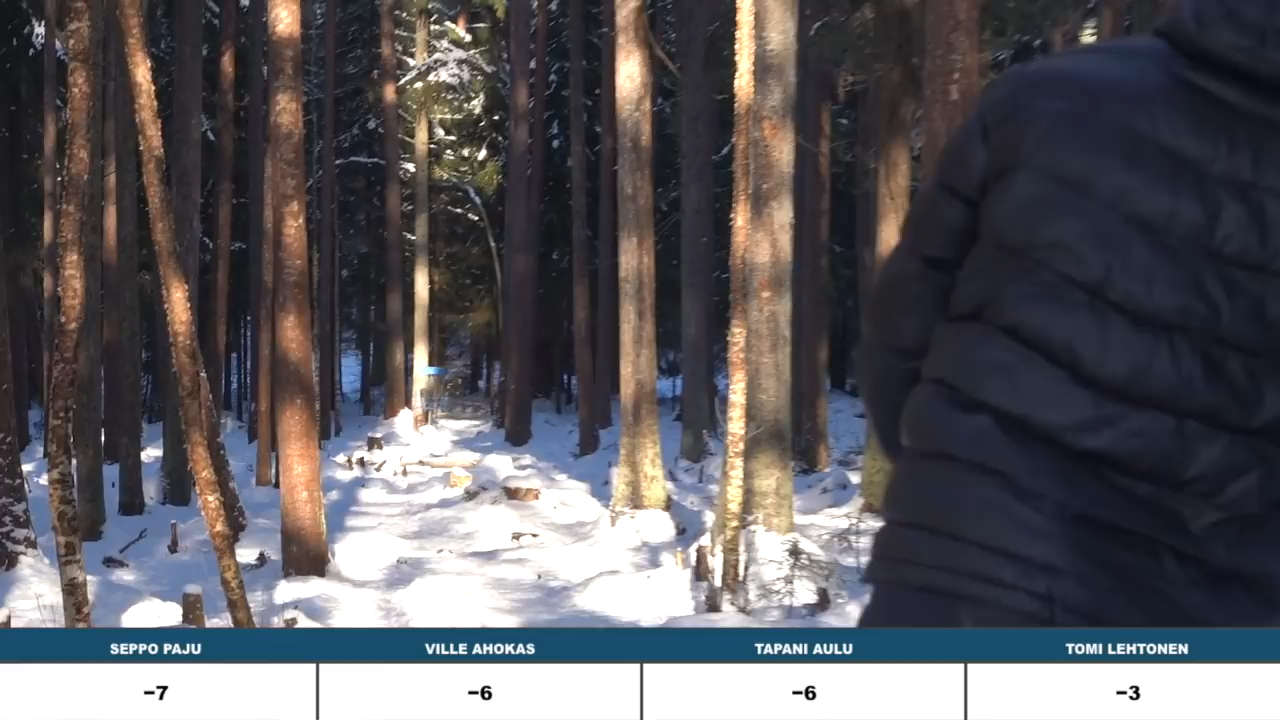 SEPPO PAJU VILLE AHOKAS TAPANI AULU TOMI LEHTONEN
−7 −6 −6 −3